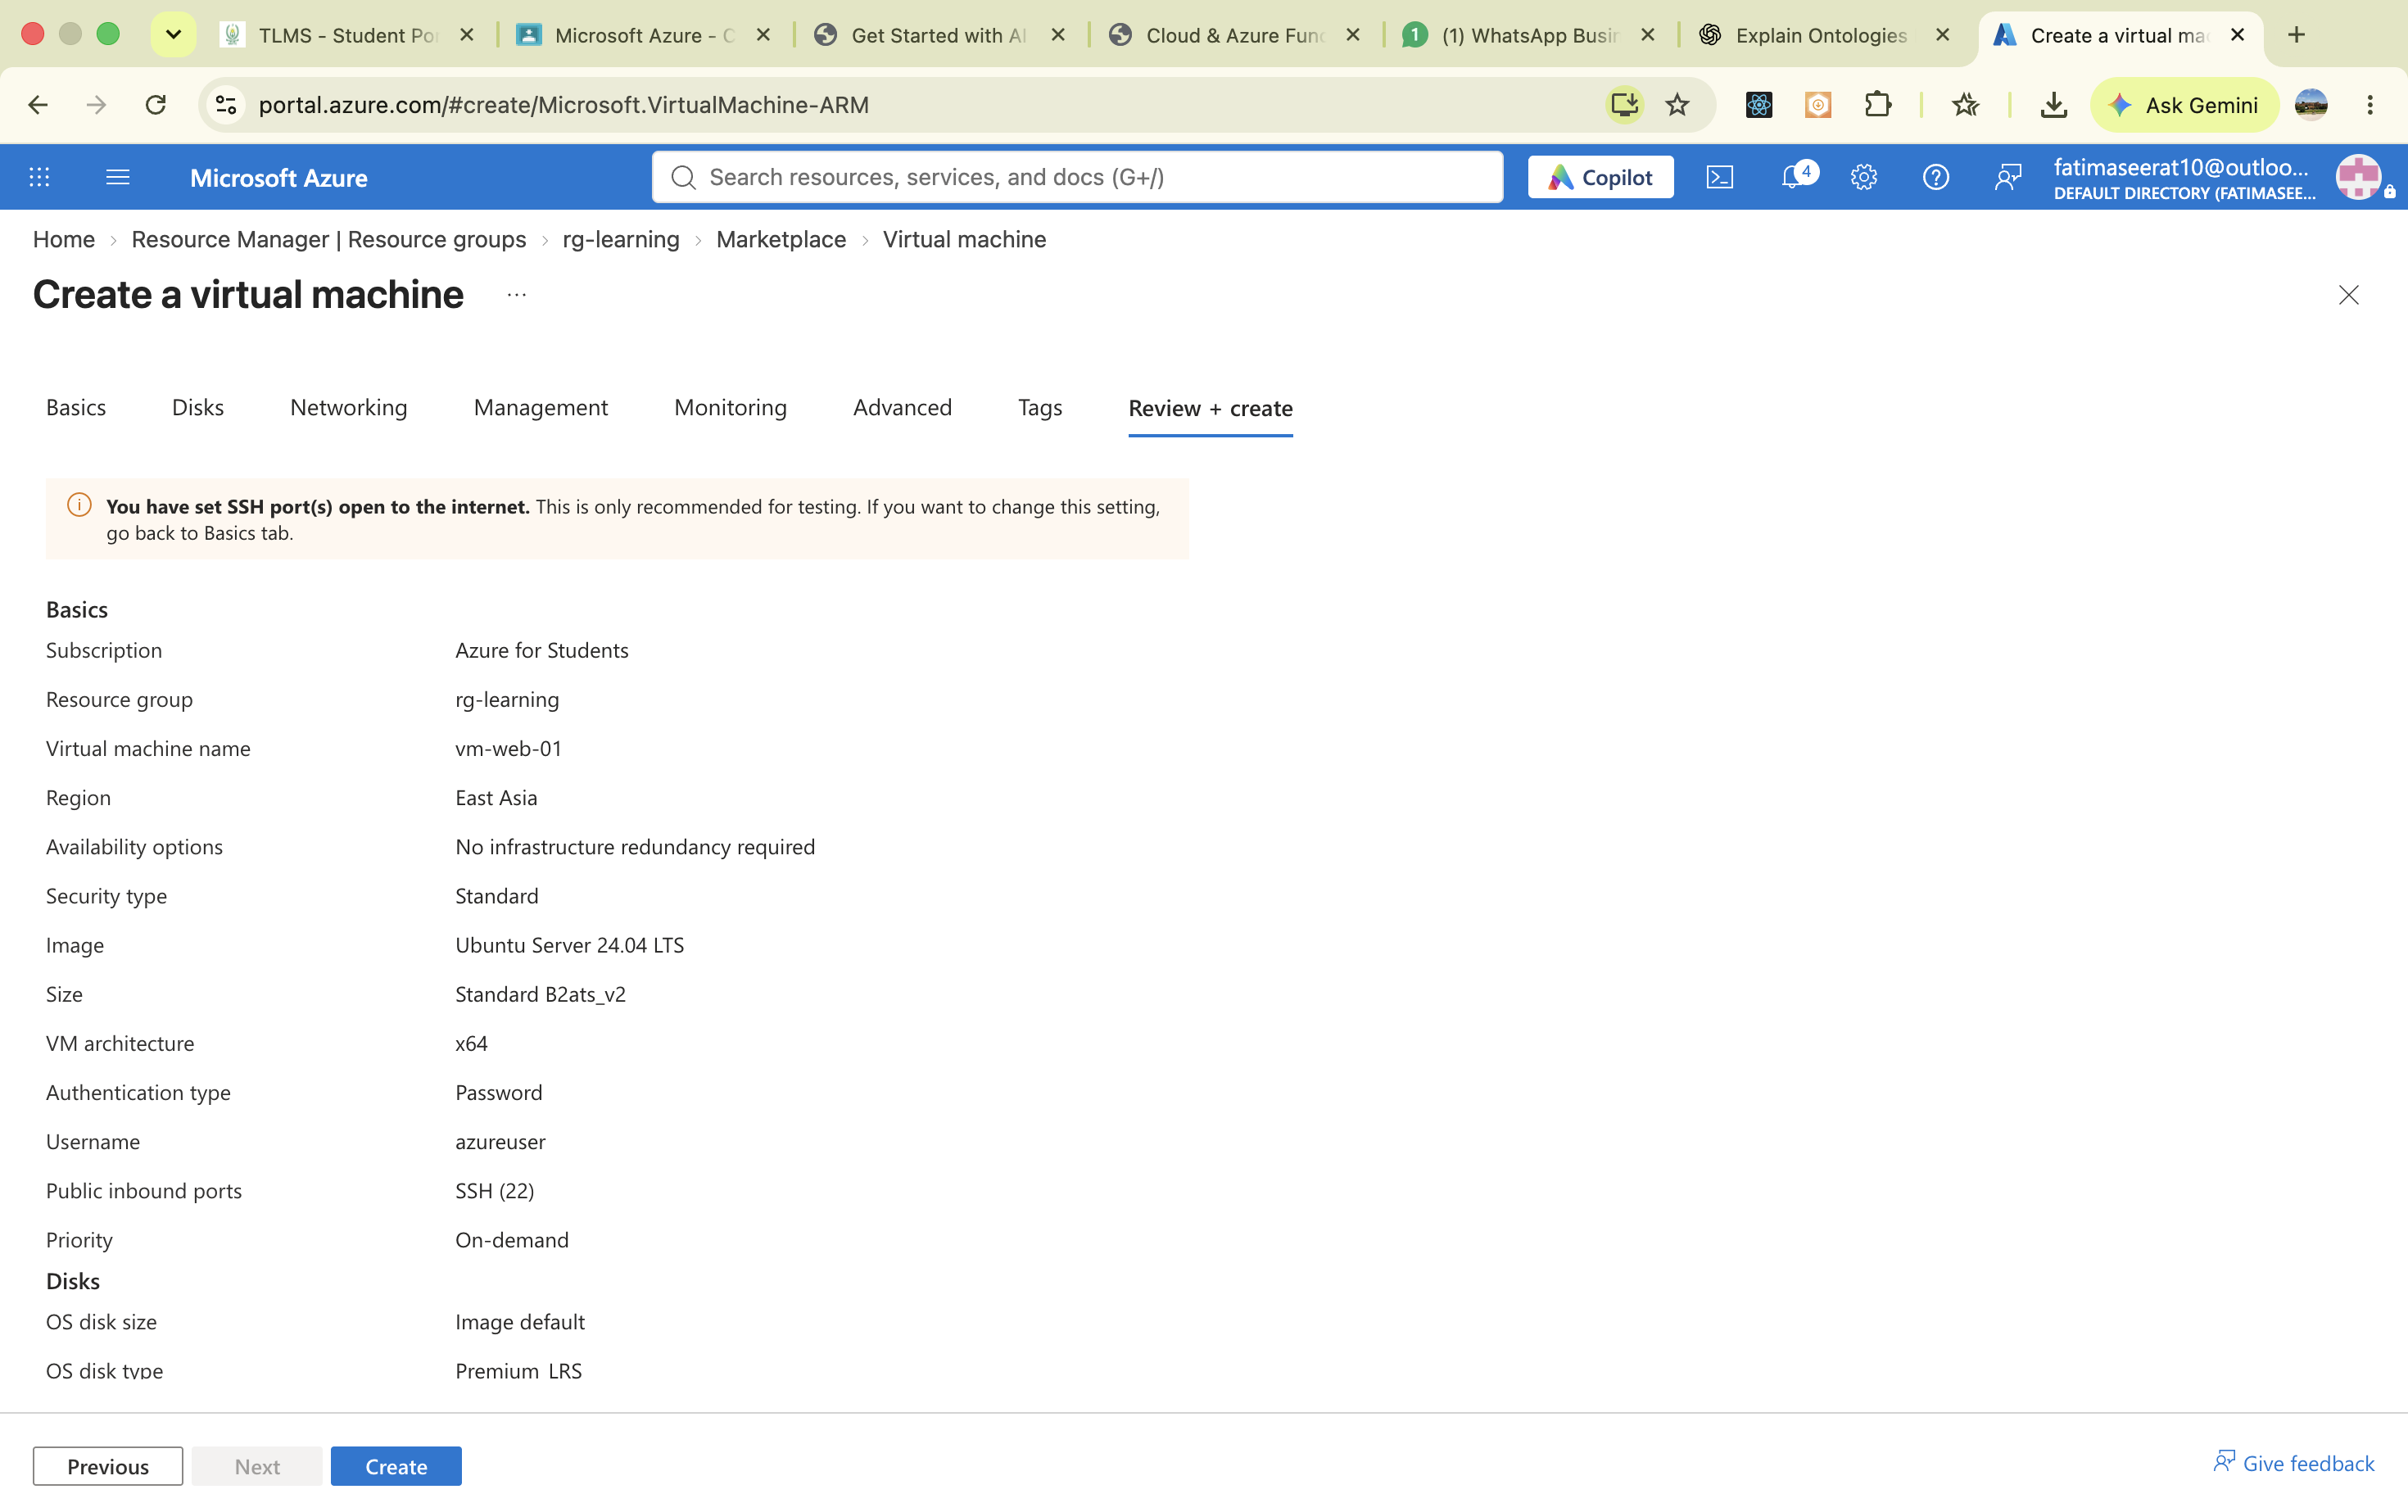 TLMS - Student Por
Microsoft Azure - C
Get Started with AI
Cloud & Azure Func
1
(1) WhatsApp Busin
Explain Ontologies
Create a virtual mac
portal.azure.com/#create/Microsoft.VirtualMachine-ARM
Ask Gemini
Microsoft Azure
Search resources, services, and docs (G+/)
Copilot
4
fatimaseerat10@outloo...
DEFAULT DIRECTORY (FATIMASEE...
Home > Resource Manager | Resource groups > rg-learning > Marketplace > Virtual machine
Create a virtual machine ...
Basics Disks Networking Management Monitoring Advanced Tags Review + create
You have set SSH port(s) open to the internet. This is only recommended for testing. If you want to change this setting,
go back to Basics tab.
Basics
Subscription Azure for Students
Resource group rg-learning
Virtual machine name vm-web-01
Region East Asia
Availability options No infrastructure redundancy required
Security type Standard
Image Ubuntu Server 24.04 LTS
Size Standard B2ats_v2
VM architecture x64
Authentication type Password
Username azureuser
Public inbound ports SSH (22)
Priority On-demand
Disks
OS disk size Image default
OS disk type Premium_LRS
Previous Next Create
Give feedback